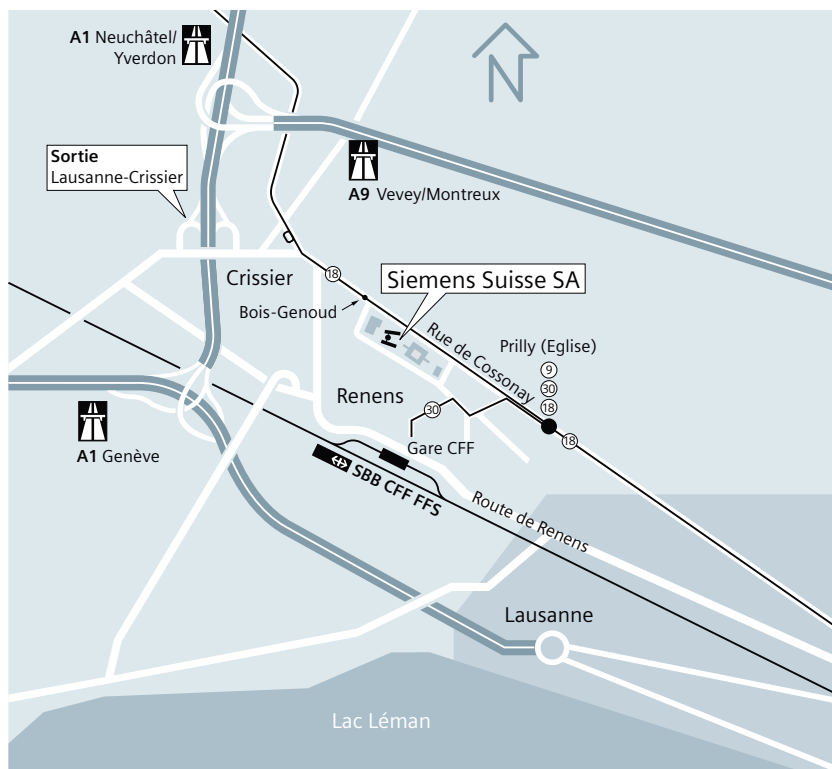 A1 Neuchâtel/
Yverdon
N
Sortie
Lausanne-Crissier
A9 Vevey/Montreux
Crissier
18
Siemens Suisse SA
Bois-Genoud
Rue de Cossonay
Prilly (Eglise)
9
30
18
Renens
30
18
Gare CFF
A1 Genève
SBB CFF FFS
Route de Renens
Lausanne
Lac Léman